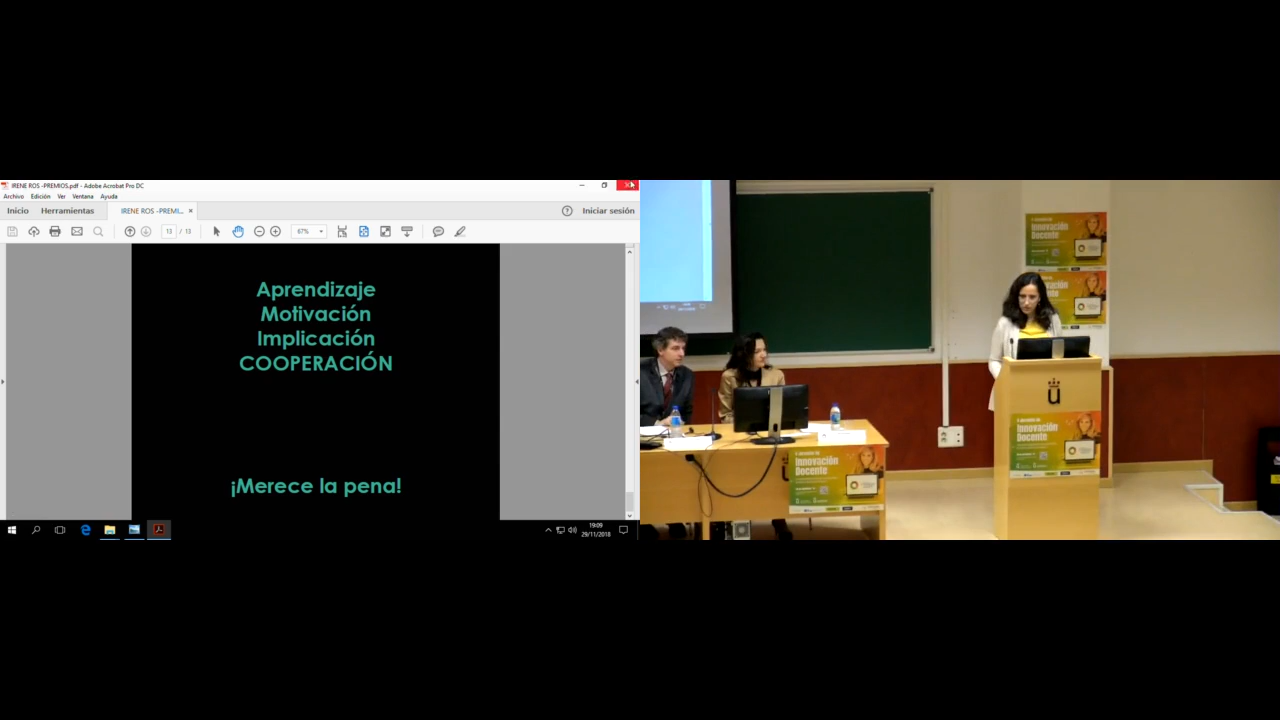 IRENE ROS -PREMIOS.pdf - Adobe Acrobat Pro DC
Archivo Edición Ver Ventana Ayuda
Inicio Herramientas IRENE ROS -PREMI... × Iniciar sesión
13 / 13 67%
Aprendizaje
Motivación
Implicación
COOPERACIÓN
¡Merece la pena!
19:09
29/11/2018
Innovación
Docente
Innovación
Docente
Innovación
Docente
ü